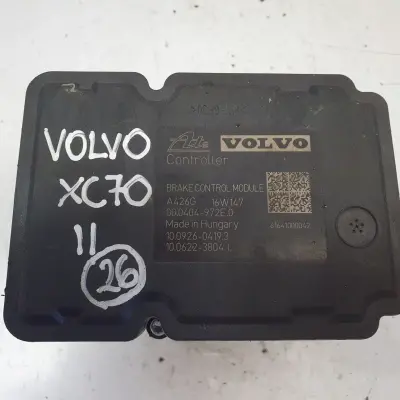 VOLVO
XC70
11
26
Ate VOLVO
Controller
BRAKE CONTROL MODULE
A426G 16W147
00.0404-972E.0
Made in Hungary
10.0926-0419.3
10.0622-3804.1